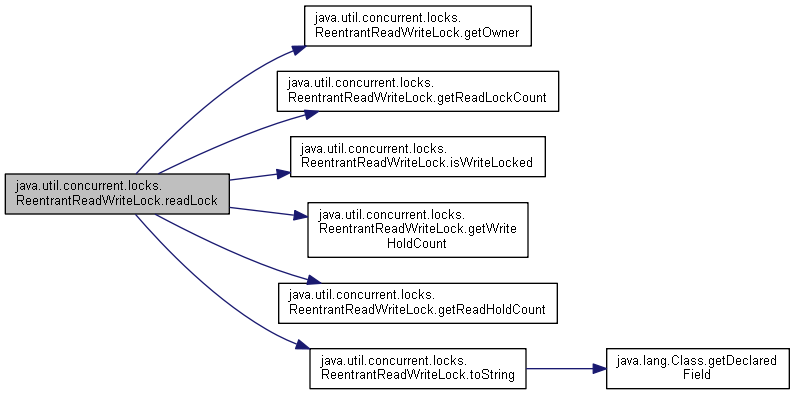 java.util.concurrent.locks.
ReentrantReadWriteLock.getOwner
java.util.concurrent.locks.
ReentrantReadWriteLock.getReadLockCount
java.util.concurrent.locks.
ReentrantReadWriteLock.isWriteLocked
java.util.concurrent.locks.
ReentrantReadWriteLock.readLock
java.util.concurrent.locks.
ReentrantReadWriteLock.getWrite
HoldCount
java.util.concurrent.locks.
ReentrantReadWriteLock.getReadHoldCount
java.util.concurrent.locks.
ReentrantReadWriteLock.toString
java.lang.Class.getDeclared
Field